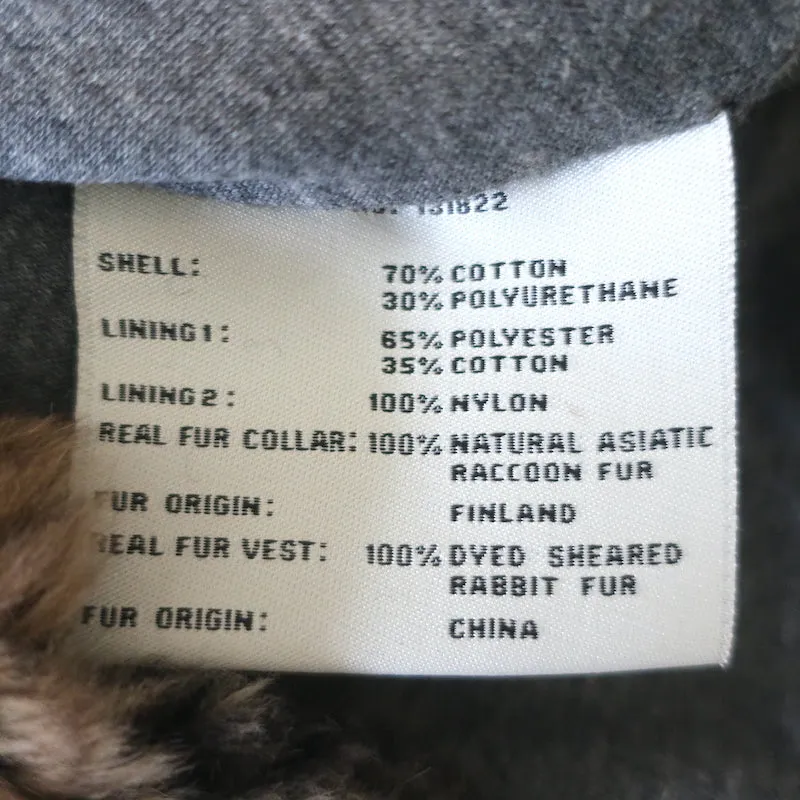 131822
SHELL: 70% COTTON
30% POLYURETHANE
LINING1: 65% POLYESTER
35% COTTON
LINING2: 100% NYLON
REAL FUR COLLAR: 100% NATURAL ASIATIC
RACCOON FUR
FUR ORIGIN: FINLAND
REAL FUR VEST: 100% DYED SHEARED
RABBIT FUR
FUR ORIGIN: CHINA